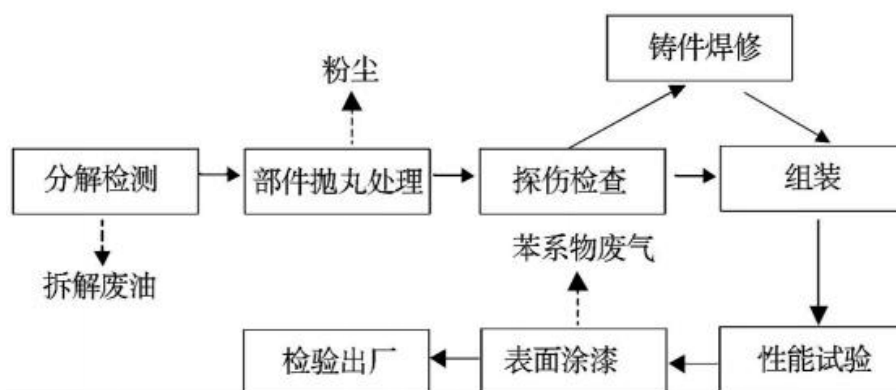 铸件焊修
粉尘
分解检测
部件抛丸处理
探伤检查
组装
拆解废油
苯系物废气
检验出厂
表面涂漆
性能试验